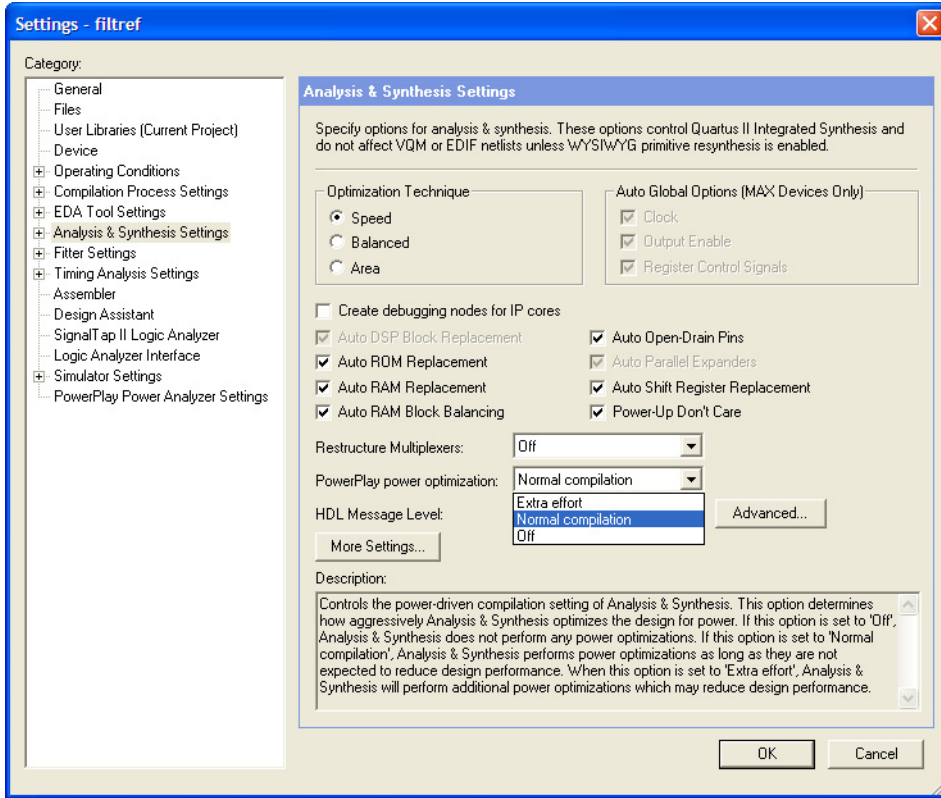 Settings - filtref
Category:
General
Files
User Libraries (Current Project)
Device
Operating Conditions
Compilation Process Settings
EDA Tool Settings
Analysis & Synthesis Settings
Fitter Settings
Timing Analysis Settings
Assembler
Design Assistant
SignalTap II Logic Analyzer
Logic Analyzer Interface
Simulator Settings
PowerPlay Power Analyzer Settings
Analysis & Synthesis Settings
Specify options for analysis & synthesis. These options control Quartus II Integrated Synthesis and
do not affect VQM or EDIF netlists unless WYSIWYG primitive resynthesis is enabled.
Optimization Technique
Speed
Balanced
Area
Auto Global Options (MAX Devices Only)
Clock
Output Enable
Register Control Signals
Create debugging nodes for IP cores
Auto DSP Block Replacement
Auto Open-Drain Pins
Auto ROM Replacement
Auto Parallel Expanders
Auto RAM Replacement
Auto Shift Register Replacement
Auto RAM Block Balancing
Power-Up Don't Care
Restructure Multiplexers: Off
PowerPlay power optimization: Normal compilation
Extra effort
Normal compilation
Off
HDL Message Level:
Advanced...
More Settings...
Description:
Controls the power-driven compilation setting of Analysis & Synthesis. This option determines
how aggressively Analysis & Synthesis optimizes the design for power. If this option is set to 'Off',
Analysis & Synthesis does not perform any power optimizations. If this option is set to 'Normal
compilation', Analysis & Synthesis performs power optimizations as long as they are not
expected to reduce design performance. When this option is set to 'Extra effort', Analysis &
Synthesis will perform additional power optimizations which may reduce design performance.
OK
Cancel